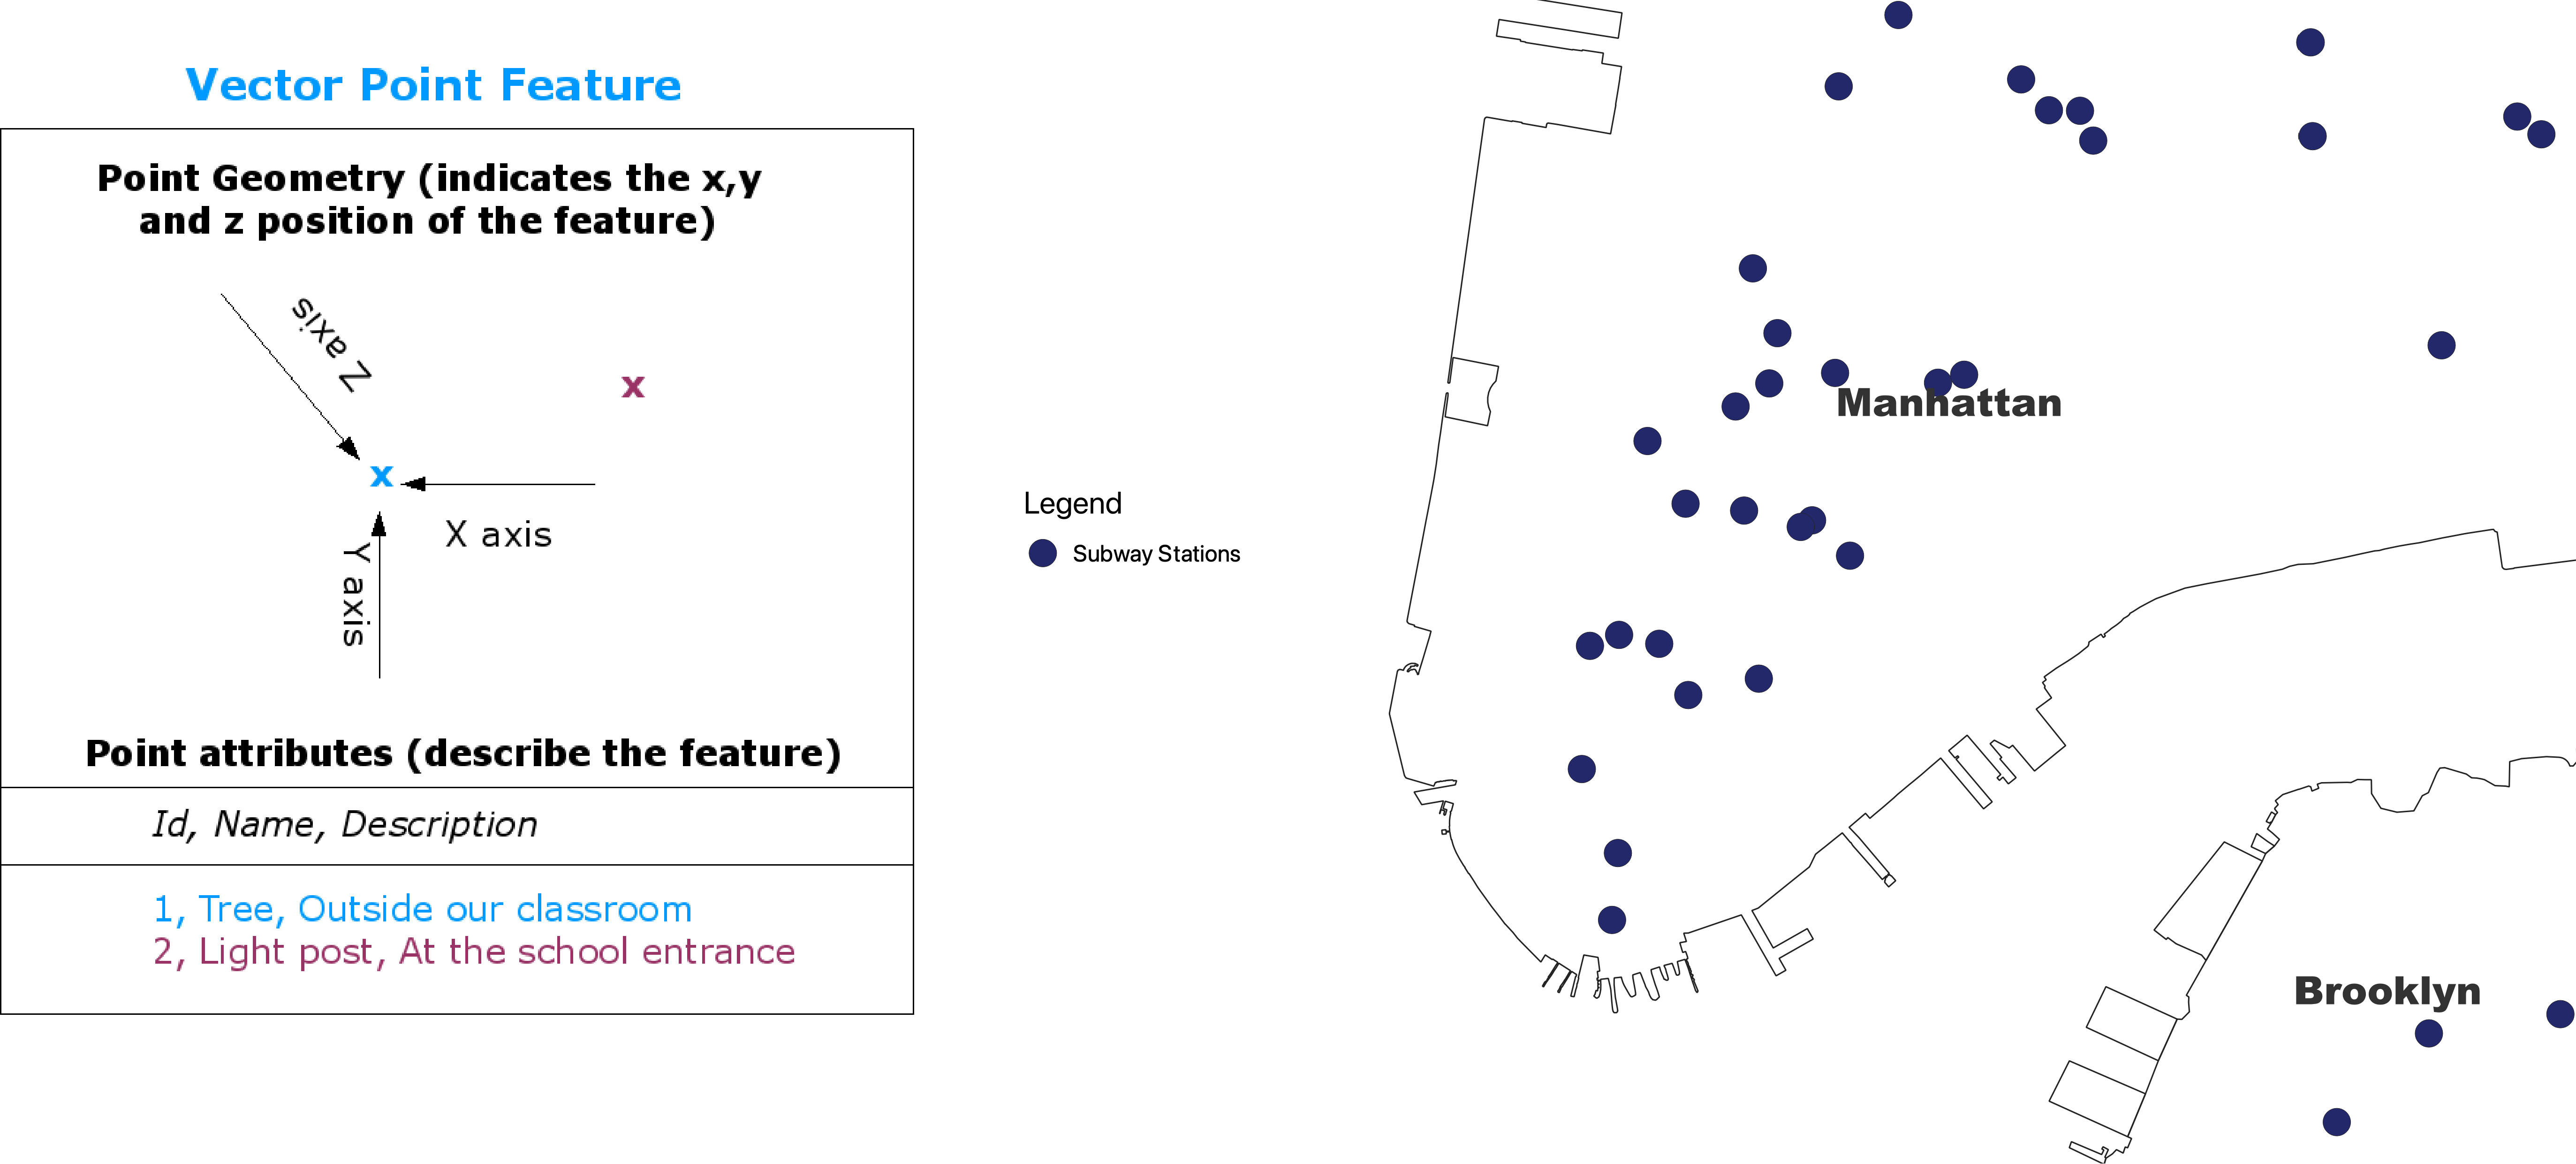 Vector Point Feature
Point Geometry (indicates the x,y
and z position of the feature)
Z axis
x
x
X axis
Y axis
Point attributes (describe the feature)
Id, Name, Description
1, Tree, Outside our classroom
2, Light post, At the school entrance
Legend
Subway Stations
Manhattan
Brooklyn